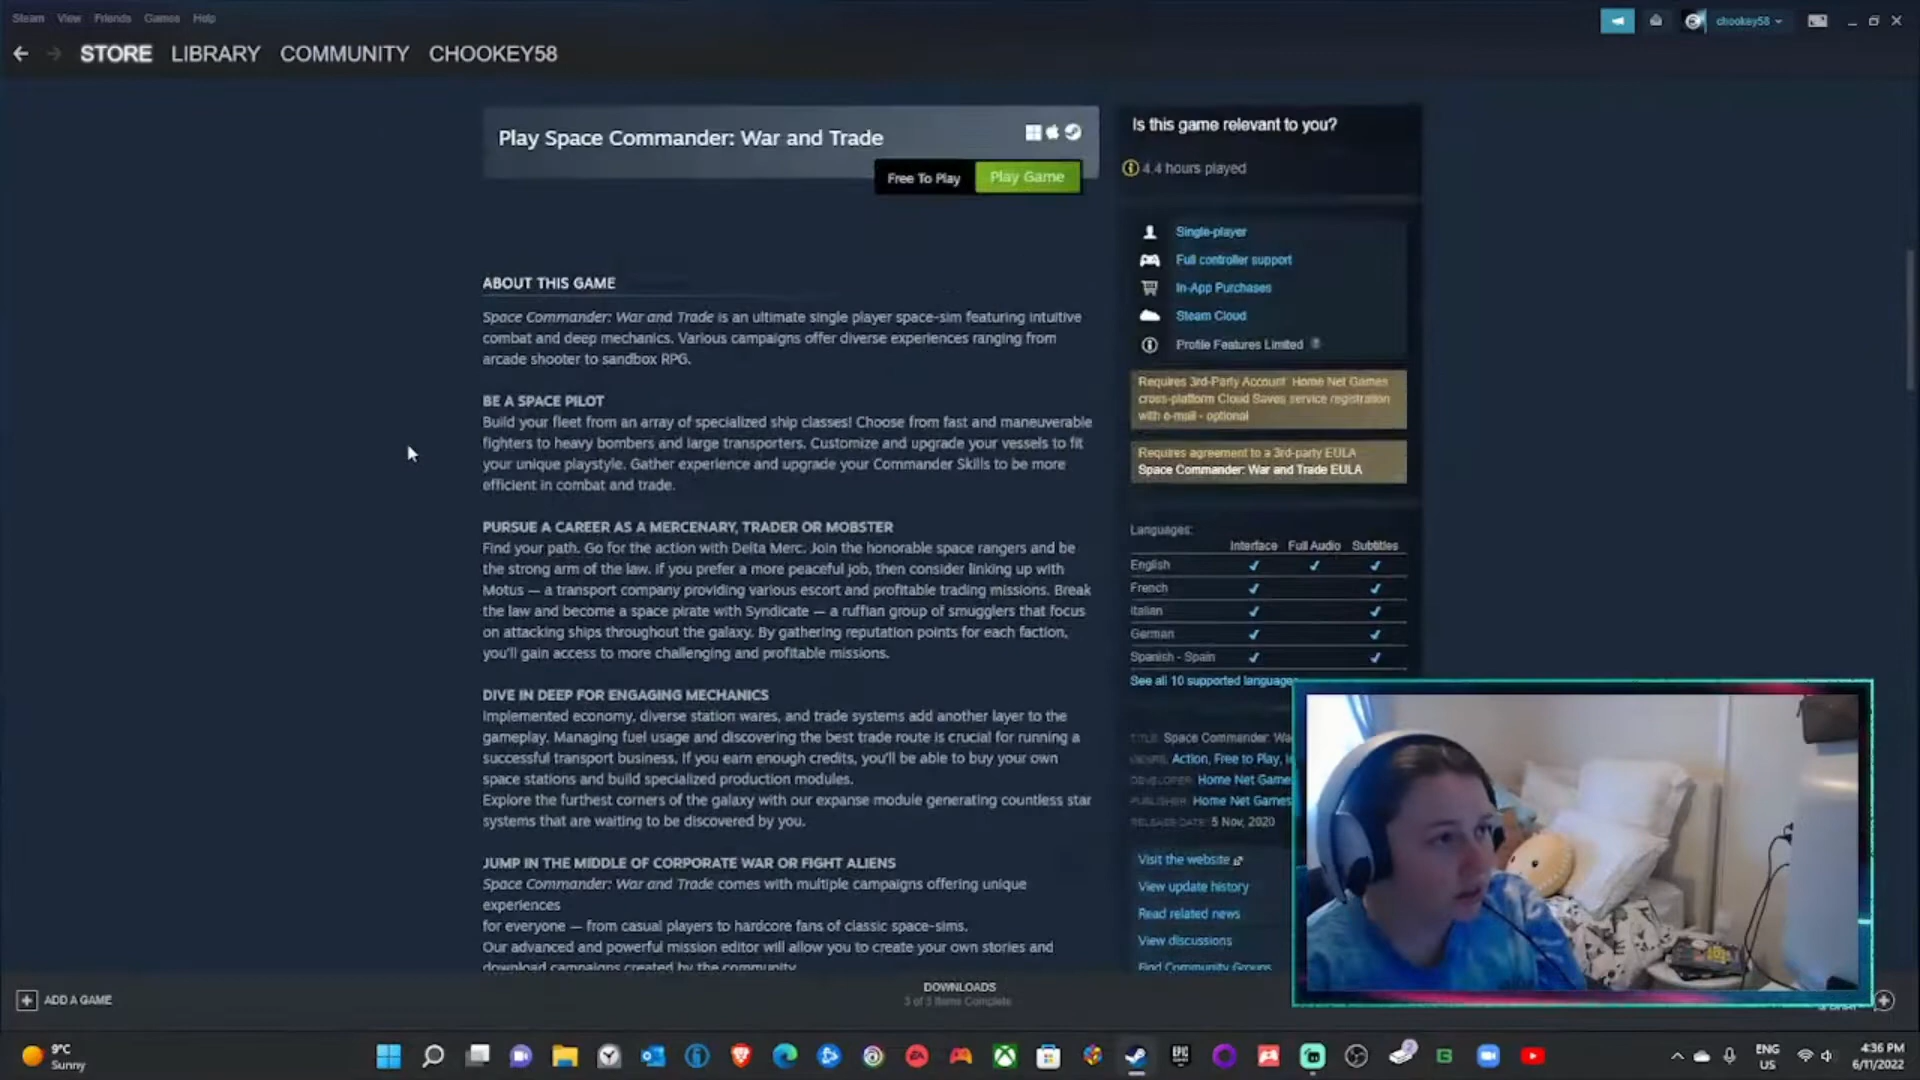 Steam View Friends Games Help
chookey58
STORE LIBRARY COMMUNITY CHOOKEY58
Play Space Commander: War and Trade
Free To Play
Play Game
ABOUT THIS GAME
Space Commander: War and Trade is an ultimate single player space-sim featuring intuitive
combat and deep mechanics. Various campaigns offer diverse experiences ranging from
arcade shooter to sandbox RPG.
BE A SPACE PILOT
Build your fleet from an array of specialized ship classes! Choose from fast and maneuverable
fighters to heavy bombers and large transporters. Customize and upgrade your vessels to fit
your unique playstyle. Gather experience and upgrade your Commander Skills to be more
efficient in combat and trade.
PURSUE A CAREER AS A MERCENARY, TRADER OR MOBSTER
Find your path. Go for the action with Delta Merc. Join the honorable space rangers and be
the strong arm of the law. If you prefer a more peaceful job, then consider linking up with
Motus — a transport company providing various escort and profitable trading missions. Break
the law and become a space pirate with Syndicate — a ruffian group of smugglers that focus
on attacking ships throughout the galaxy. By gathering reputation points for each faction,
you'll gain access to more challenging and profitable missions.
DIVE IN DEEP FOR ENGAGING MECHANICS
Implemented economy, diverse station wares, and trade systems add another layer to the
gameplay. Managing fuel usage and discovering the best trade route is crucial for running a
successful transport business. If you earn enough credits, you'll be able to buy your own
space stations and build specialized production modules.
Explore the furthest corners of the galaxy with our expanse module generating countless star
systems that are waiting to be discovered by you.
JUMP IN THE MIDDLE OF CORPORATE WAR OR FIGHT ALIENS
Space Commander: War and Trade comes with multiple campaigns offering unique
experiences
for everyone — from casual players to hardcore fans of classic space-sims.
Our advanced and powerful mission editor will allow you to create your own stories and
download campaigns created by the community
Is this game relevant to you?
4.4 hours played
Single-player
Full controller support
In-App Purchases
Steam Cloud
Profile Features Limited ?
Requires 3rd-Party Account: Home Net Games
cross-platform Cloud Saves service registration
with e-mail - optional
Requires agreement to a 3rd-party EULA
Space Commander: War and Trade EULA
Languages:
Interface Full Audio Subtitles
English ✔ ✔ ✔
French ✔ ✔
Italian ✔ ✔
German ✔ ✔
Spanish - Spain ✔ ✔
See all 10 supported languages
TITLE: Space Commander: Wa
GENRE: Action, Free to Play, I
DEVELOPER: Home Net Game
PUBLISHER: Home Net Games
RELEASE DATE: 5 Nov, 2020
Visit the website
View update history
Read related news
View discussions
Find Community Groups
ADD A GAME
DOWNLOADS
3 of 3 Items Complete
9°C
Sunny
EPIC
ENG
US
4:36 PM
6/11/2022